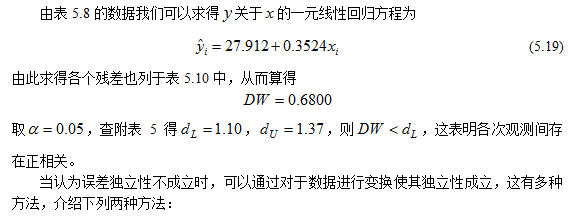 由表 5.8 的数据我们可以求得 y 关于 x 的一元线性回归方程为
ŷᵢ = 27.912 + 0.3524xᵢ (5.19)
由此求得各个残差也列于表 5.10 中，从而算得
DW = 0.6800
取 α = 0.05，查附表 5 得 d_L = 1.10，d_U = 1.37，则 DW < d_L，这表明各次观测间存
在正相关。
当认为误差独立性不成立时，可以通过对于数据进行变换使其独立性成立，这有多种
方法，介绍下列两种方法：